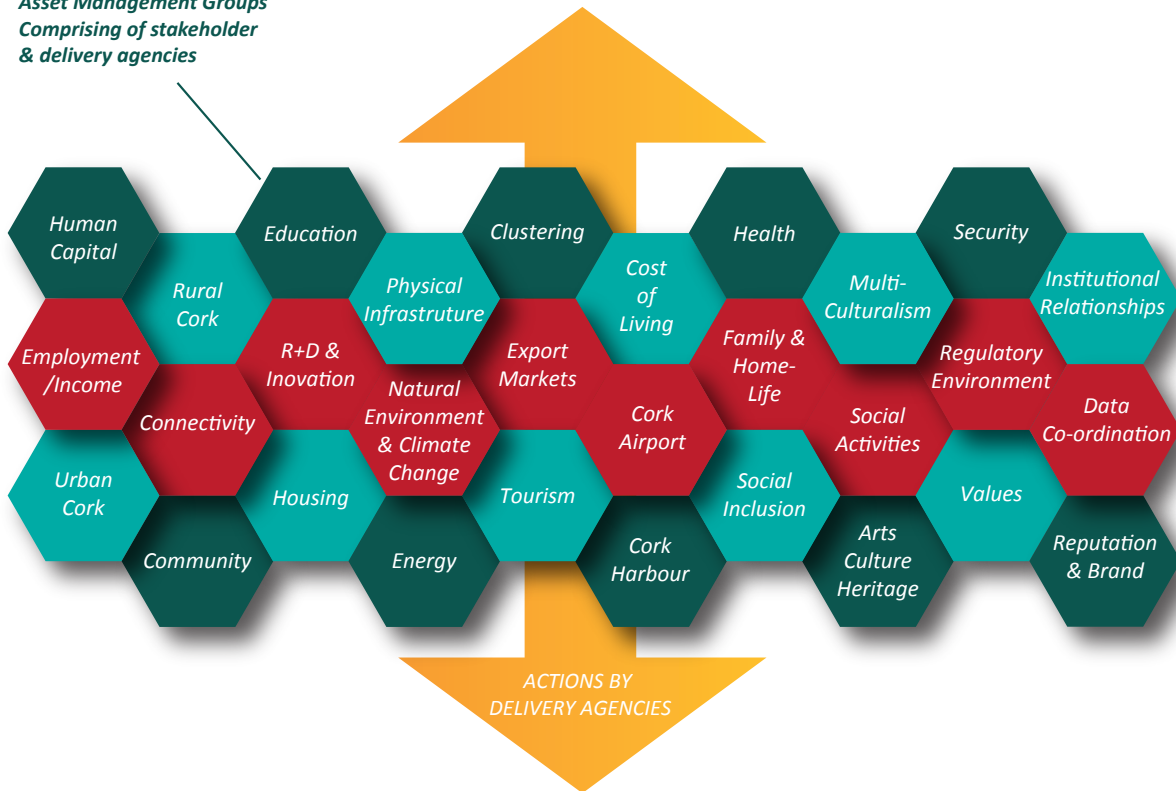 Asset Management Groups
Comprising of stakeholder
& delivery agencies
Human
Capital
Education
Clustering
Health
Security
Rural
Cork
Physical
Infrastruture
Cost
of
Living
Multi-
Culturalism
Institutional
Relationships
Employment
/Income
R+D &
Inovation
Export
Markets
Family &
Home-
Life
Regulatory
Environment
Connectivity
Natural
Environment
& Climate
Change
Cork
Airport
Social
Activities
Data
Co-ordination
Urban
Cork
Housing
Tourism
Social
Inclusion
Values
Community
Energy
Cork
Harbour
Arts
Culture
Heritage
Reputation
& Brand
ACTIONS BY
DELIVERY AGENCIES